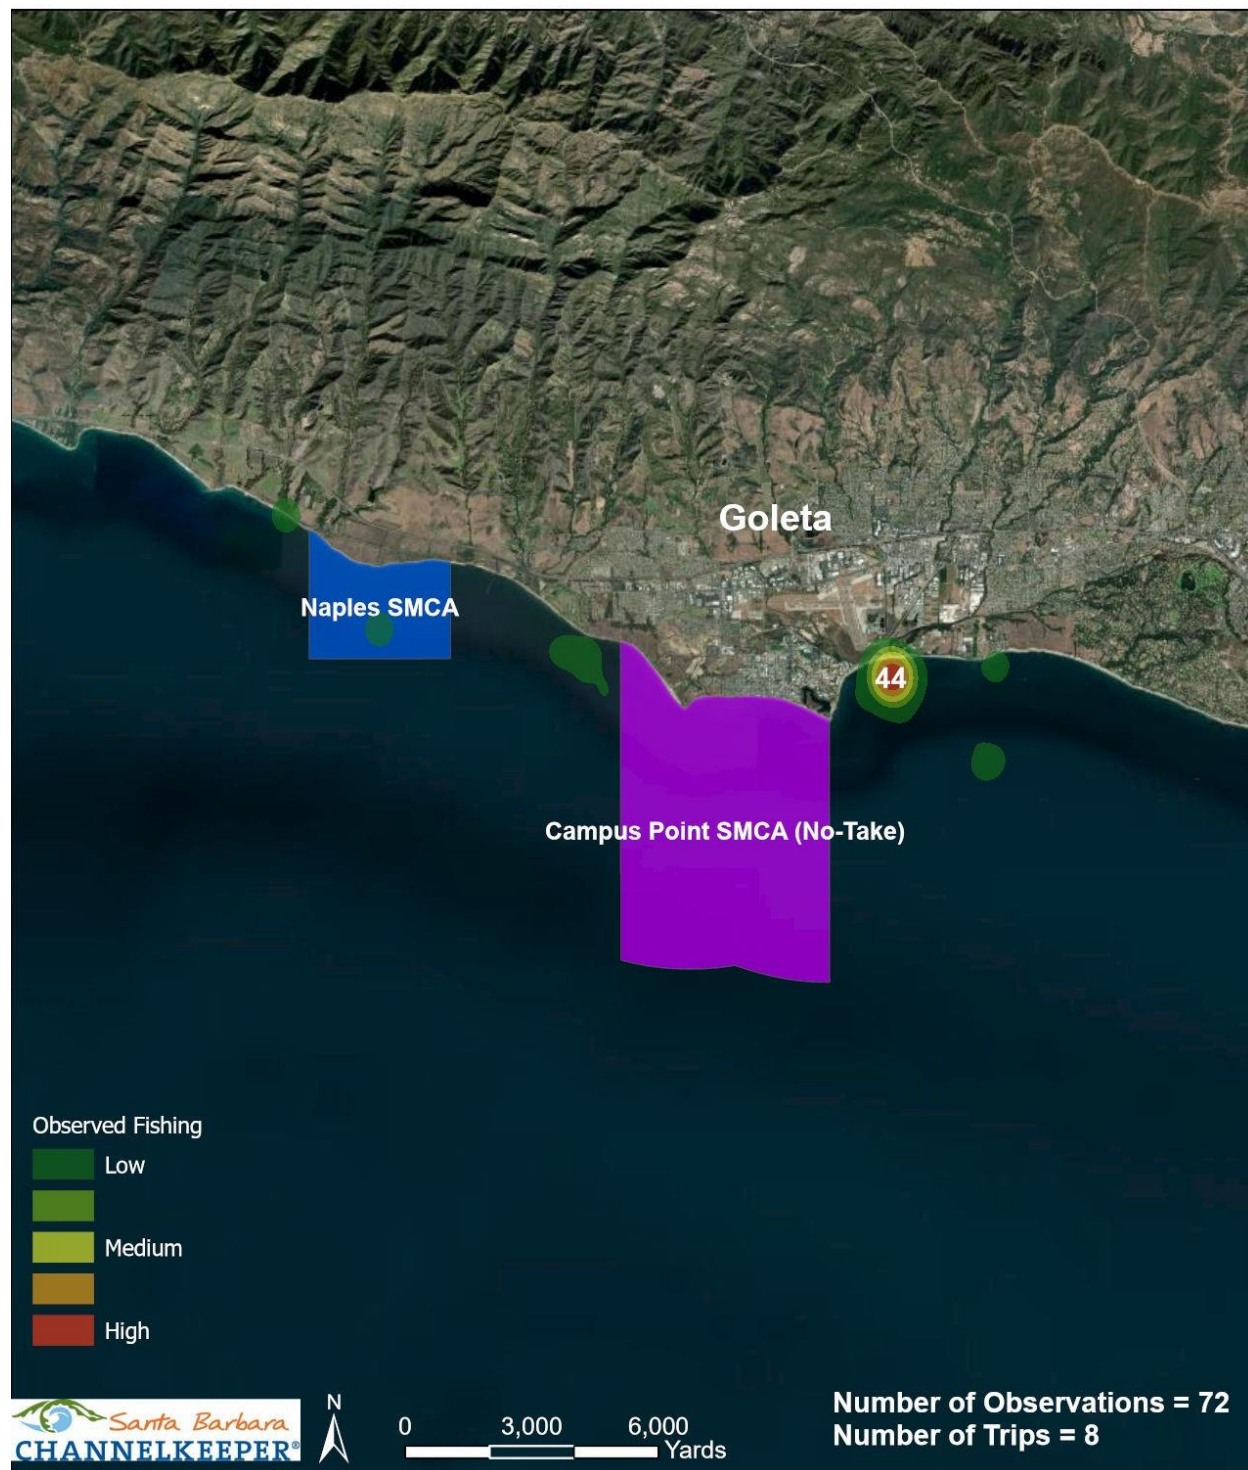 Goleta
Naples SMCA
44
Campus Point SMCA (No-Take)
Observed Fishing
Low
Medium
High
Santa Barbara
CHANNELKEEPER®
N
0 3,000 6,000
Yards
Number of Observations = 72
Number of Trips = 8